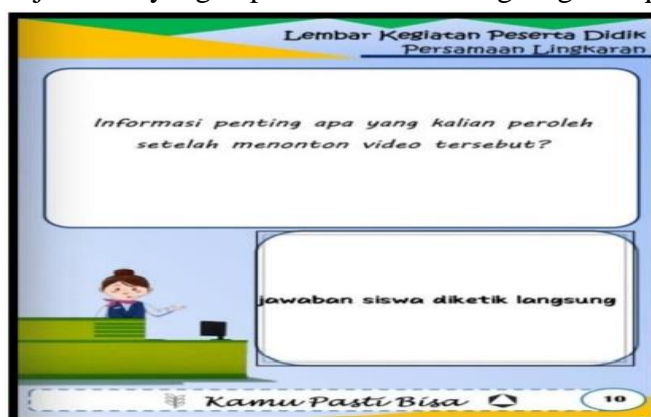 Lembar Kegiatan Peserta Didik
Persamaan Lingkaran
Informasi penting apa yang kalian peroleh
setelah menonton video tersebut?
jawaban siswa diketik langsung
Kamu Pasti Bisa
10